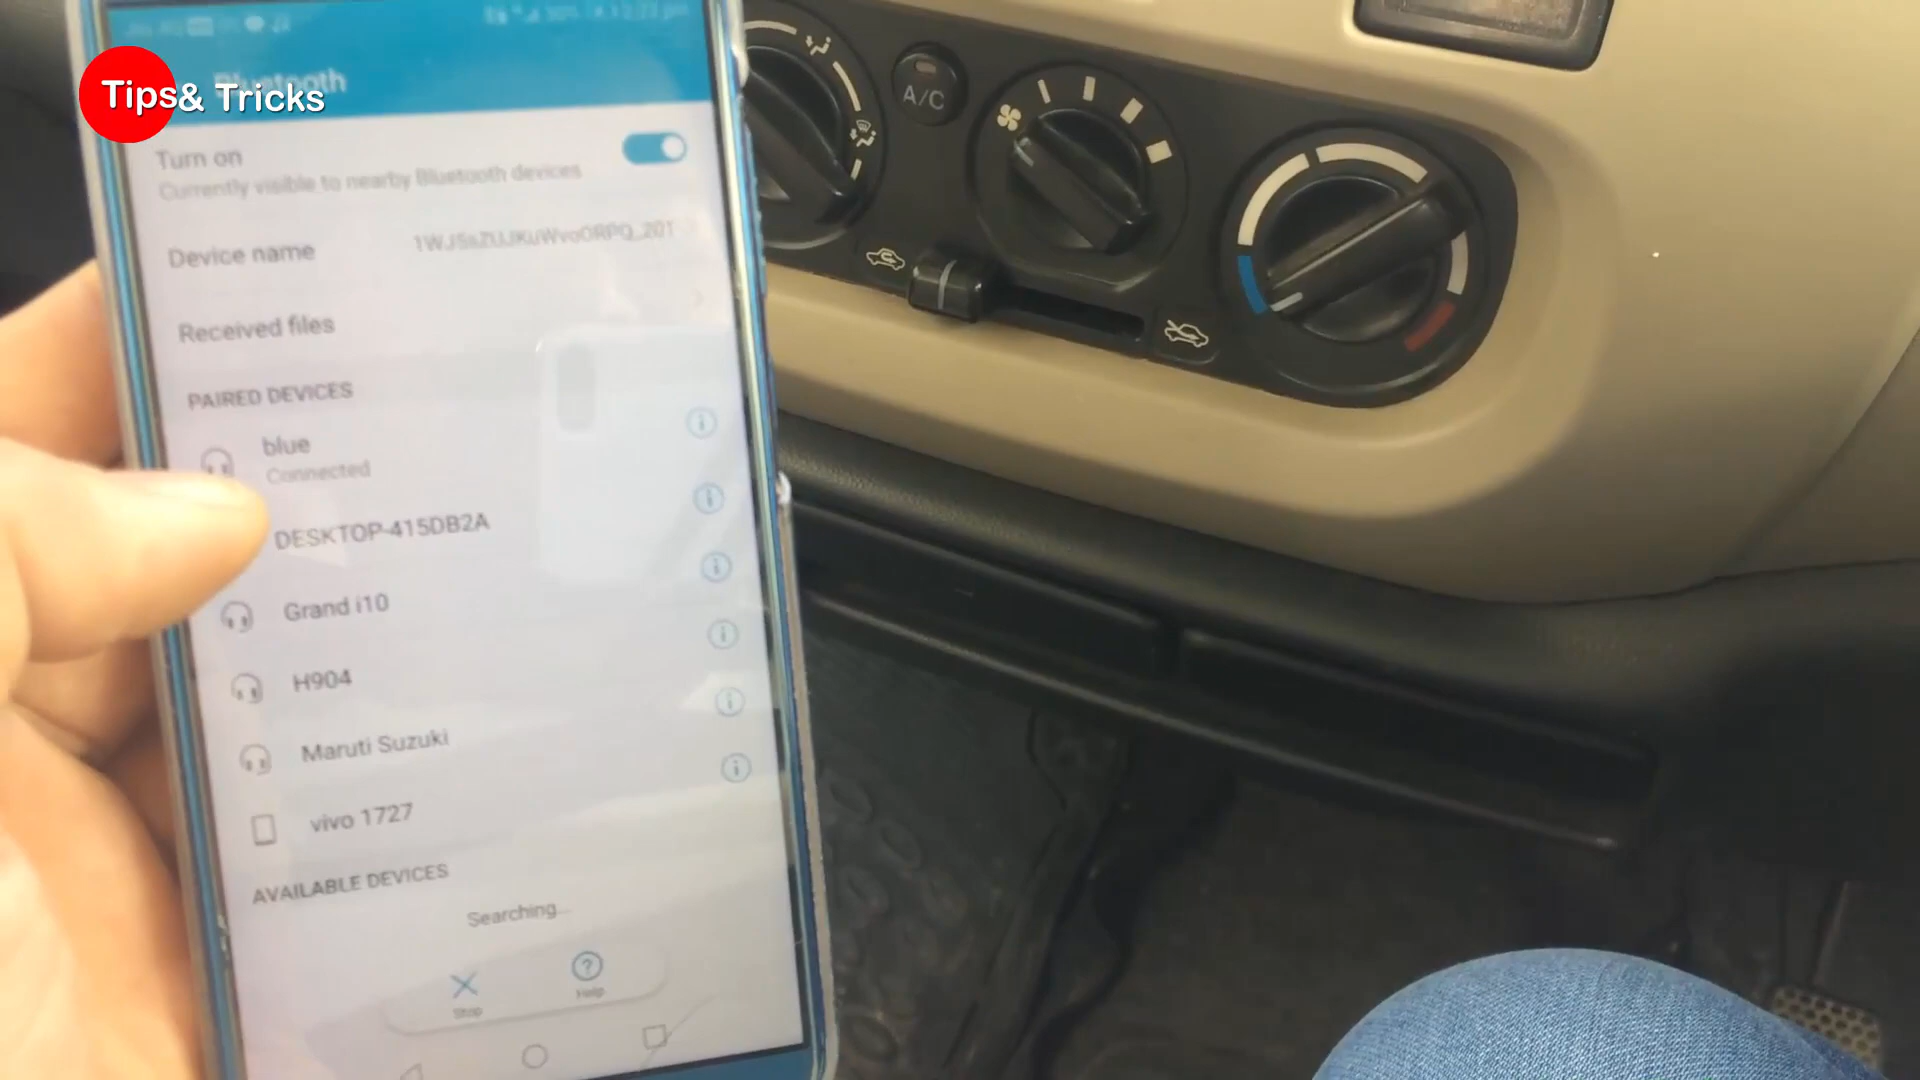 Bluetooth
Tips& Tricks
Turn on
Currently visible to nearby Bluetooth devices
Device name
Received files
PAIRED DEVICES
blue
Connected
DESKTOP-415DB2A
Grand i10
H904
Maruti Suzuki
vivo 1727
AVAILABLE DEVICES
Searching...
Stop
Help
A/C